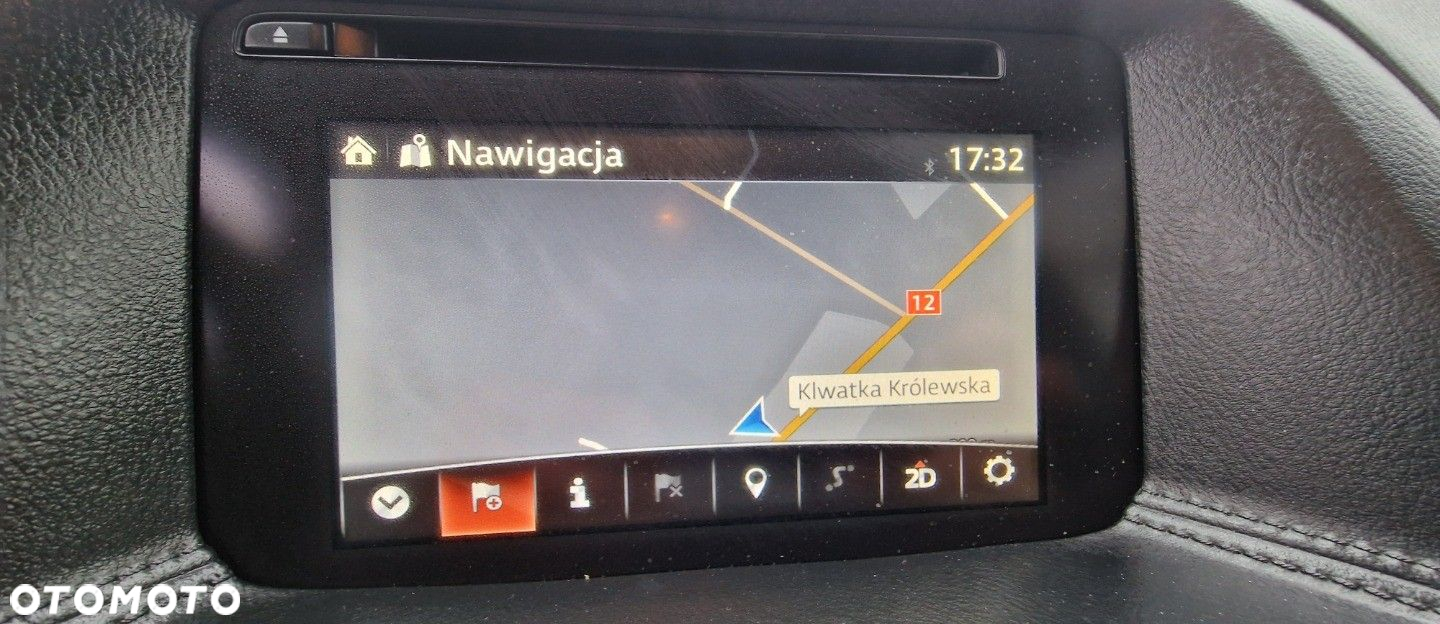 Nawigacja
17:32
12
Klwatka Królewska
2D
OTOMOTO